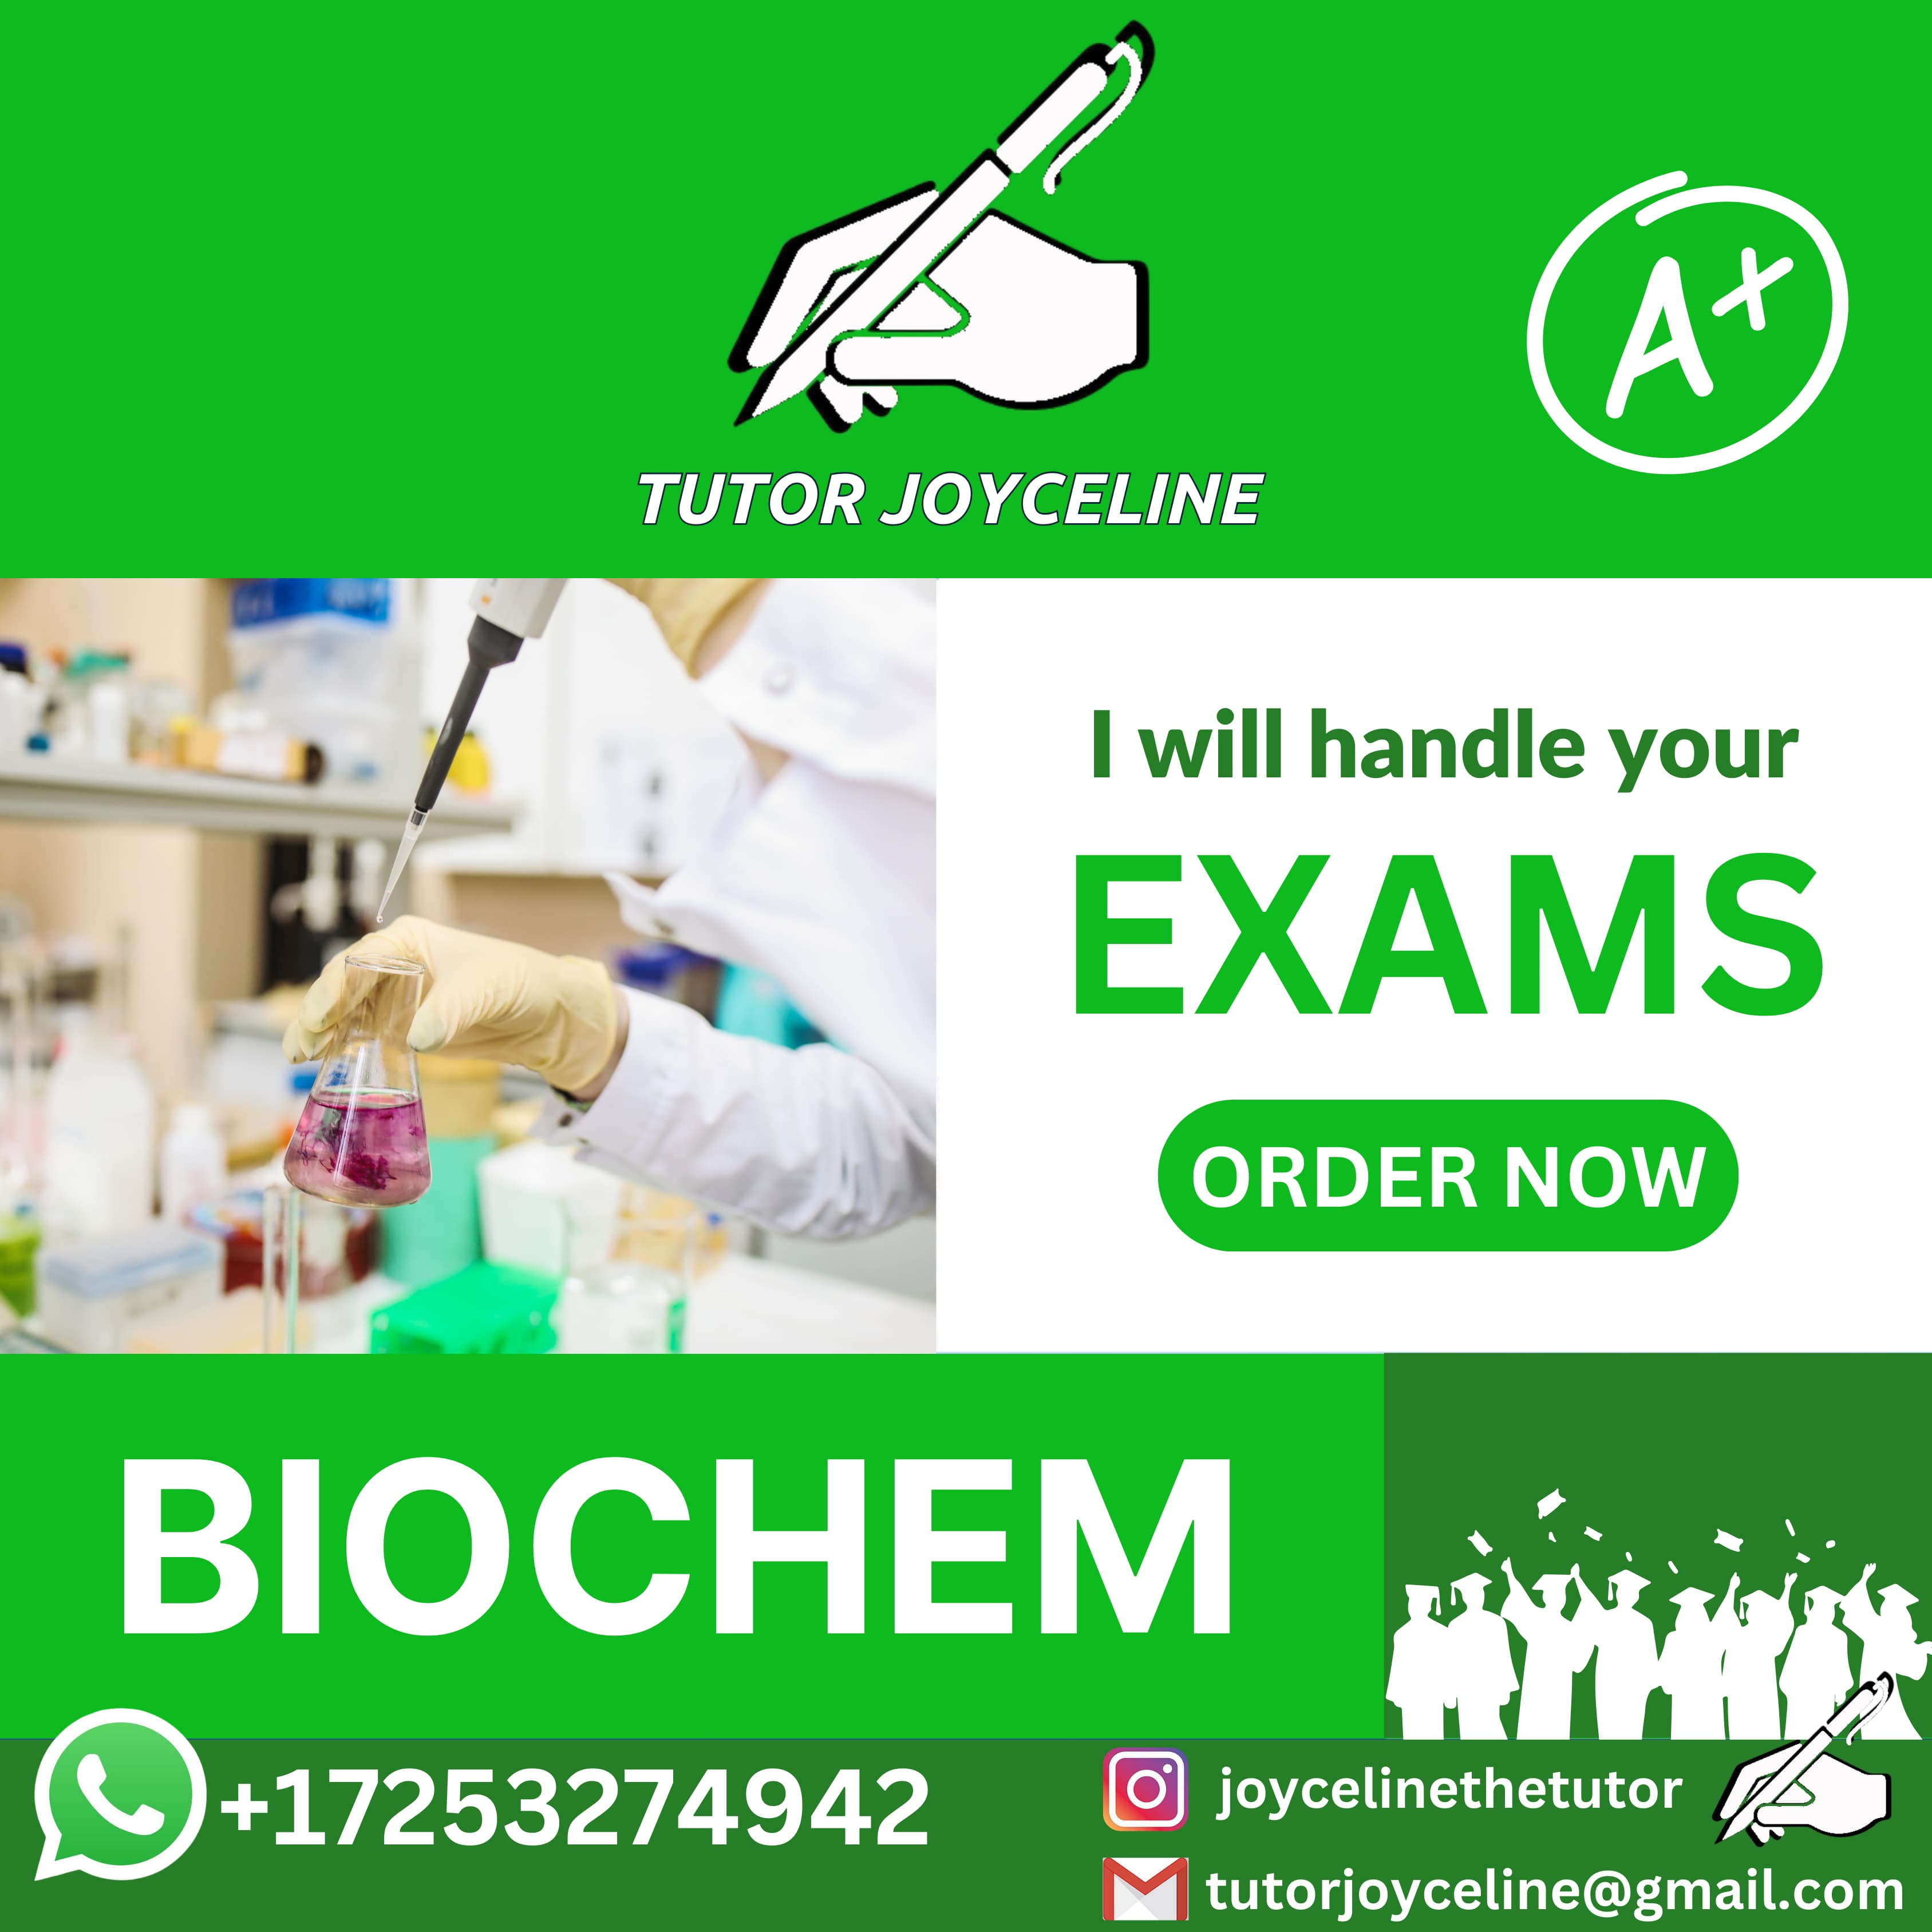 A+
TUTOR JOYCELINE
I will handle your
EXAMS
ORDER NOW
BIOCHEM
+17253274942
joycelinethetutor
tutorjoyceline@gmail.com